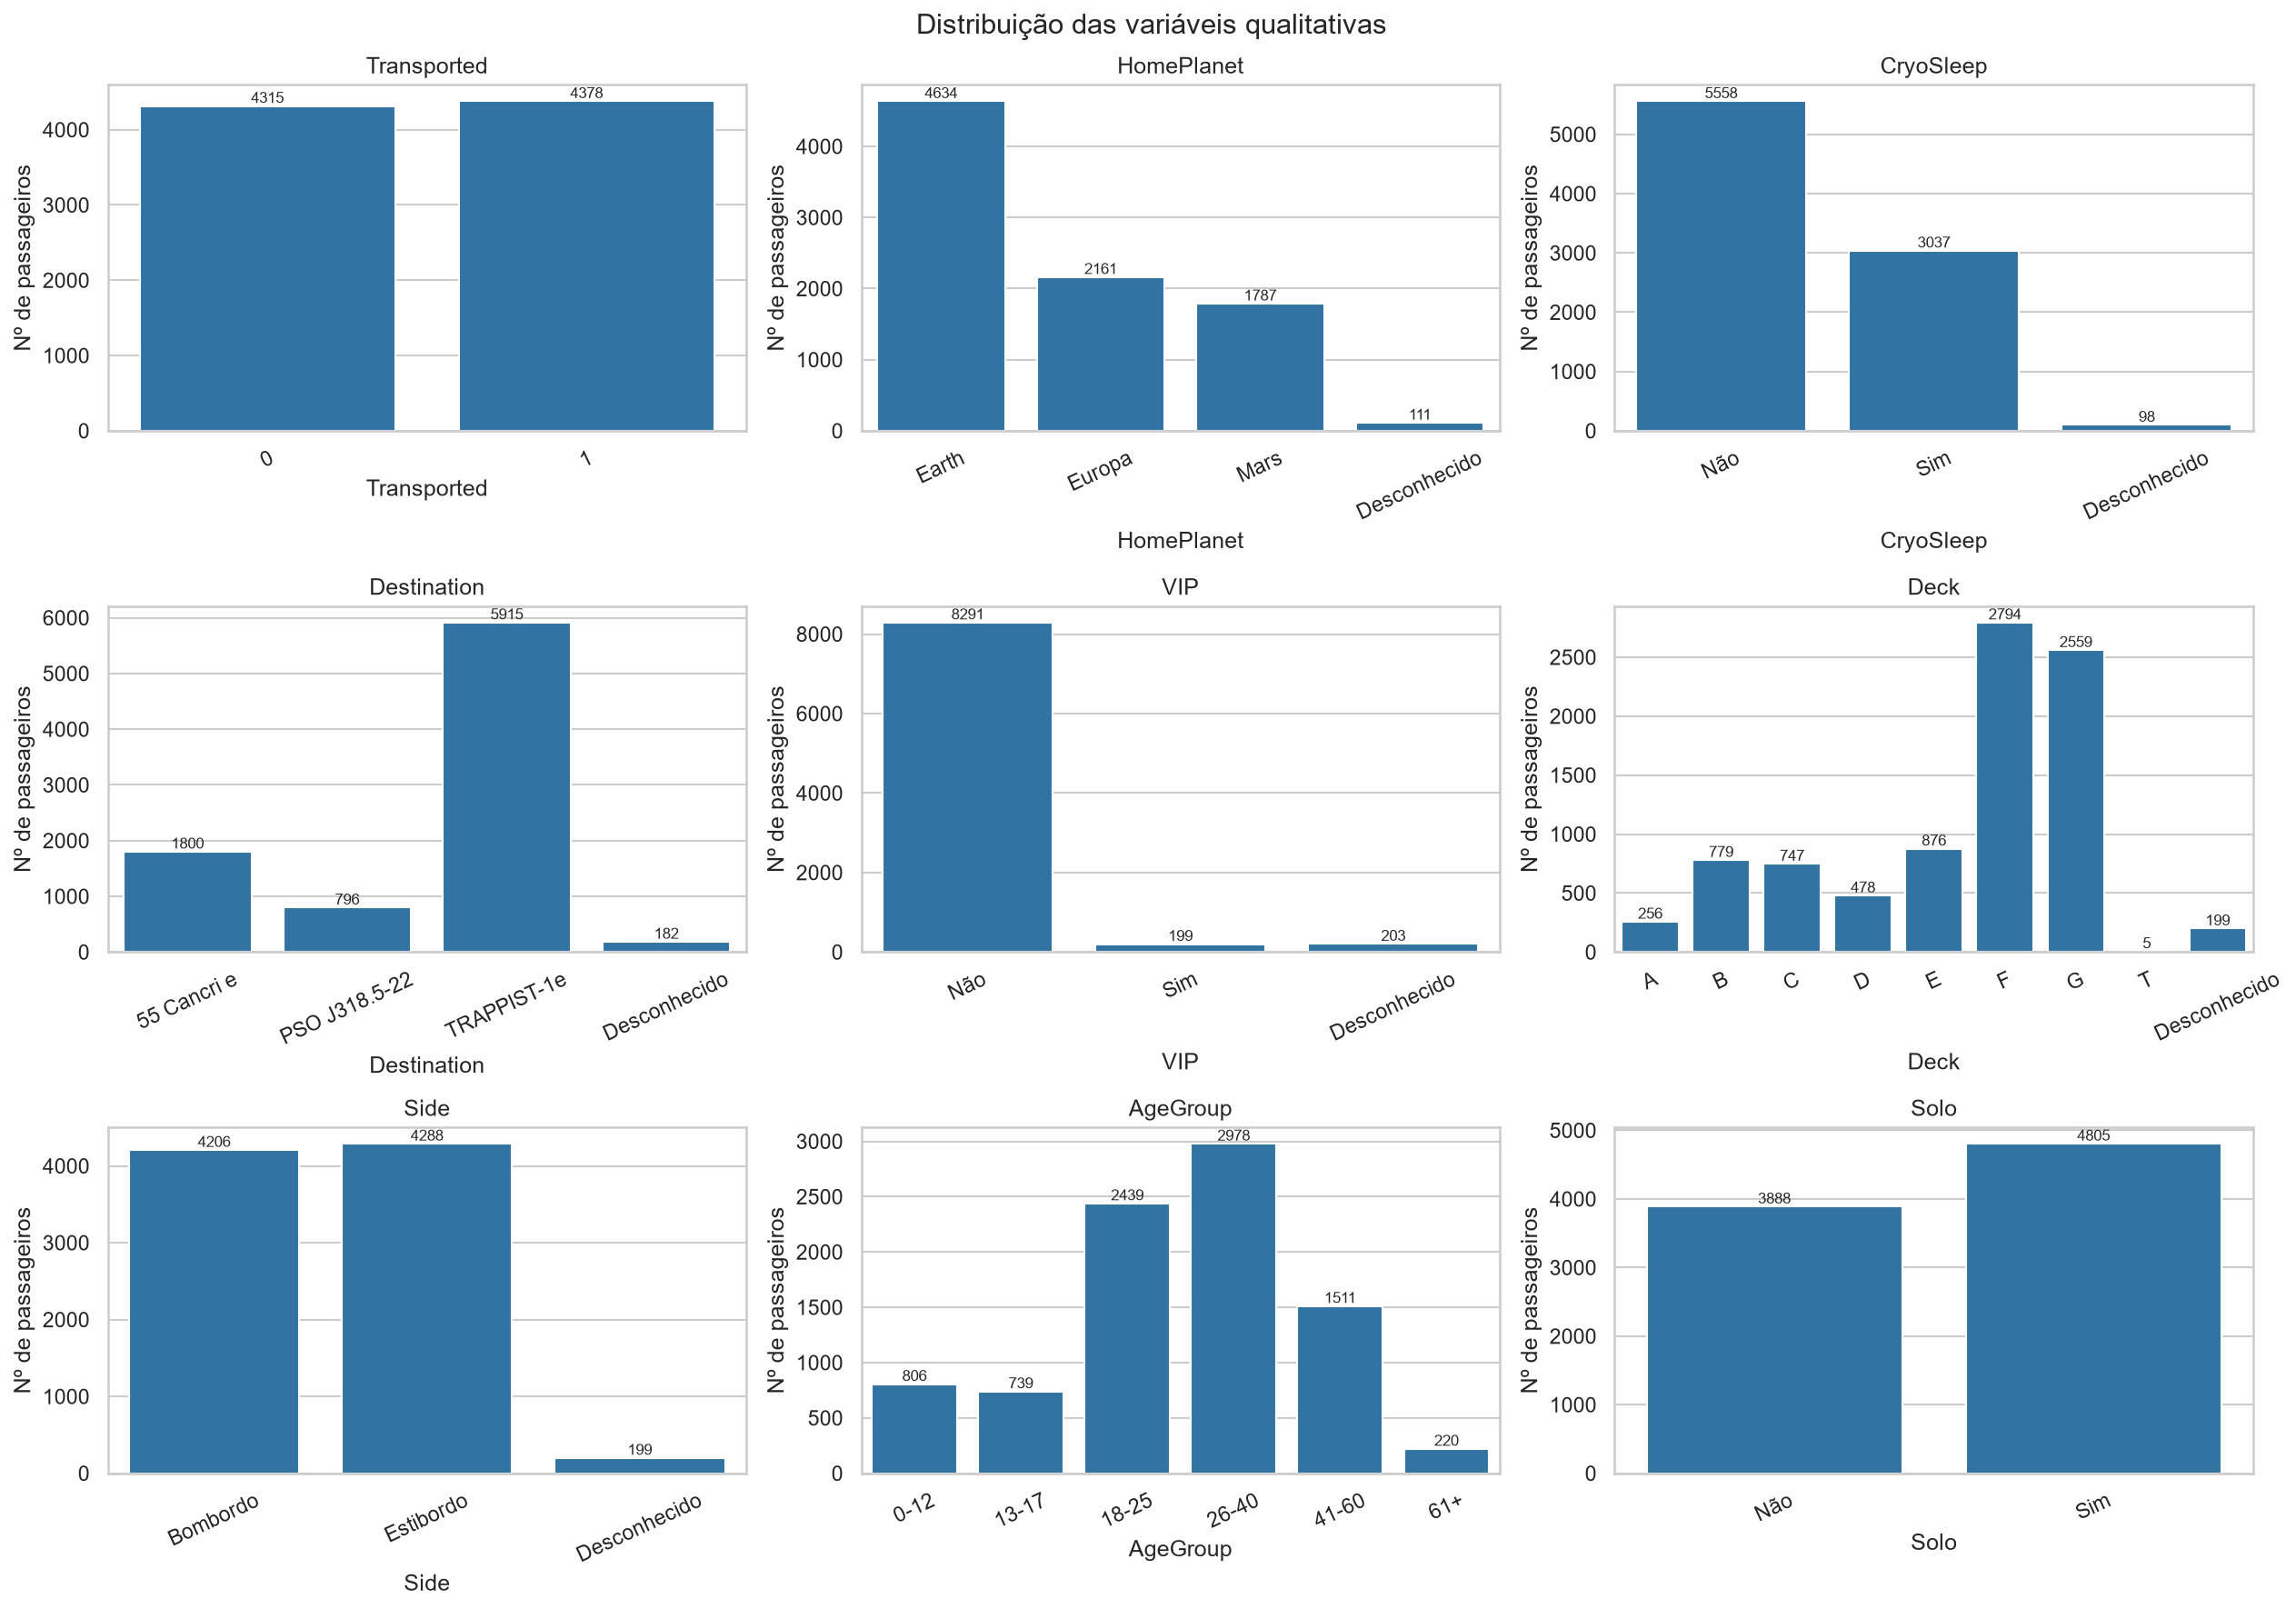 Distribuição das variáveis qualitativas
Transported
Nº de passageiros
4000
3000
2000
1000
0
4315
4378
0
1
Transported
HomePlanet
Nº de passageiros
4000
3000
2000
1000
0
4634
2161
1787
111
Earth
Europa
Mars
Desconhecido
HomePlanet
CryoSleep
Nº de passageiros
5000
4000
3000
2000
1000
0
5558
3037
98
Não
Sim
Desconhecido
CryoSleep
Destination
Nº de passageiros
6000
5000
4000
3000
2000
1000
0
1800
796
5915
182
55 Cancri e
PSO J318.5-22
TRAPPIST-1e
Desconhecido
Destination
VIP
Nº de passageiros
8000
6000
4000
2000
0
8291
199
203
Não
Sim
Desconhecido
VIP
Deck
Nº de passageiros
2500
2000
1500
1000
500
0
256
779
747
478
876
2794
2559
5
199
A
B
C
D
E
F
G
T
Desconhecido
Deck
Side
Nº de passageiros
4000
3000
2000
1000
0
4206
4288
199
Bombordo
Estibordo
Desconhecido
Side
AgeGroup
Nº de passageiros
3000
2500
2000
1500
1000
500
0
806
739
2439
2978
1511
220
0-12
13-17
18-25
26-40
41-60
61+
AgeGroup
Solo
Nº de passageiros
5000
4000
3000
2000
1000
0
3888
4805
Não
Sim
Solo